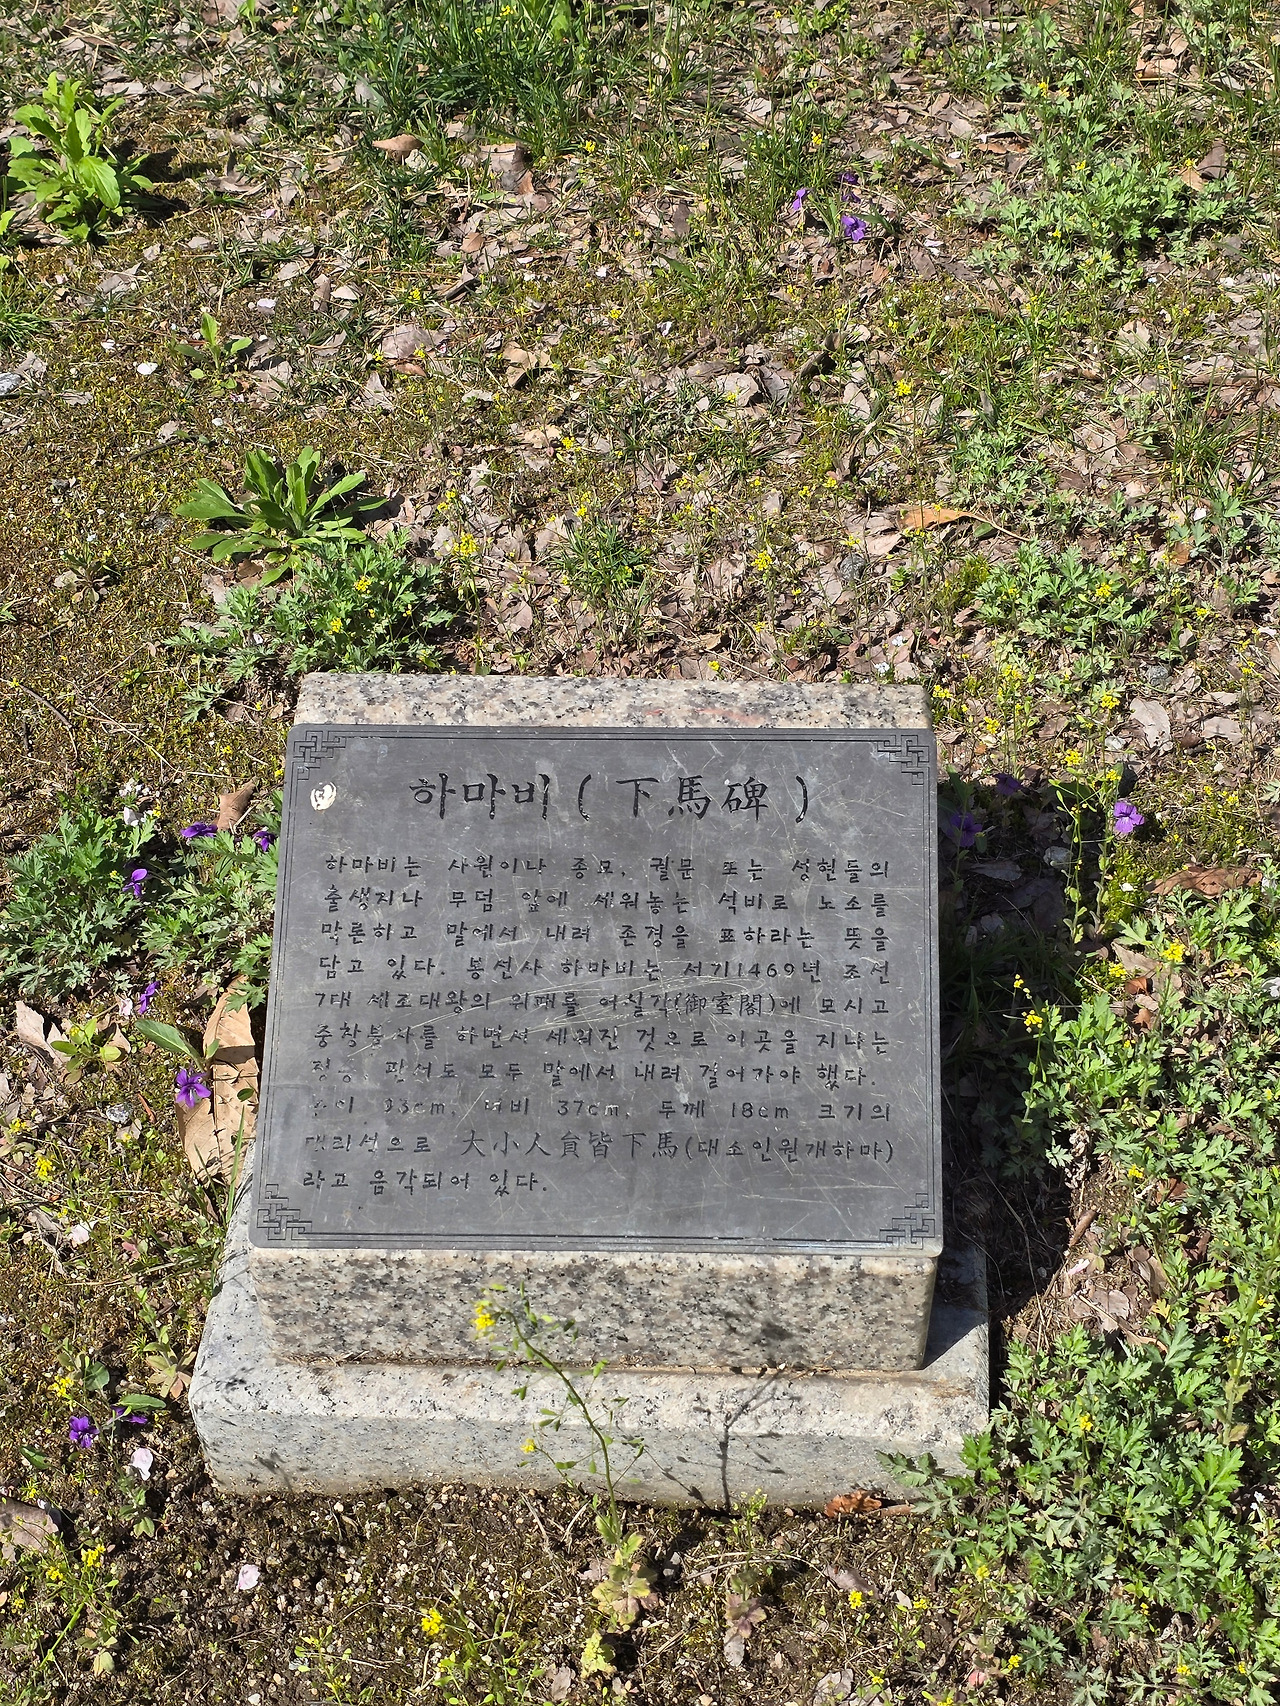 하마비(下馬碑)
하마비는 사원이나 종묘, 궐문 또는 성현들의
출생지나 무덤 앞에 세워놓는 석비로 노소를
막론하고 말에서 내려 존경을 표하라는 뜻을
담고 있다. 봉선사 하마비는 서기1469년 조선
7대 세조대왕의 위패를 어실각(御室閣)에 모시고
중창불사를 하면서 세워진 것으로 이곳을 지나는
정승, 판서도 모두 말에서 내려 걸어가야 했다.
너비 37cm, 두께 18cm 크기의
대리석으로 大小人員皆下馬(대소인원개하마)
라고 음각되어 있다.